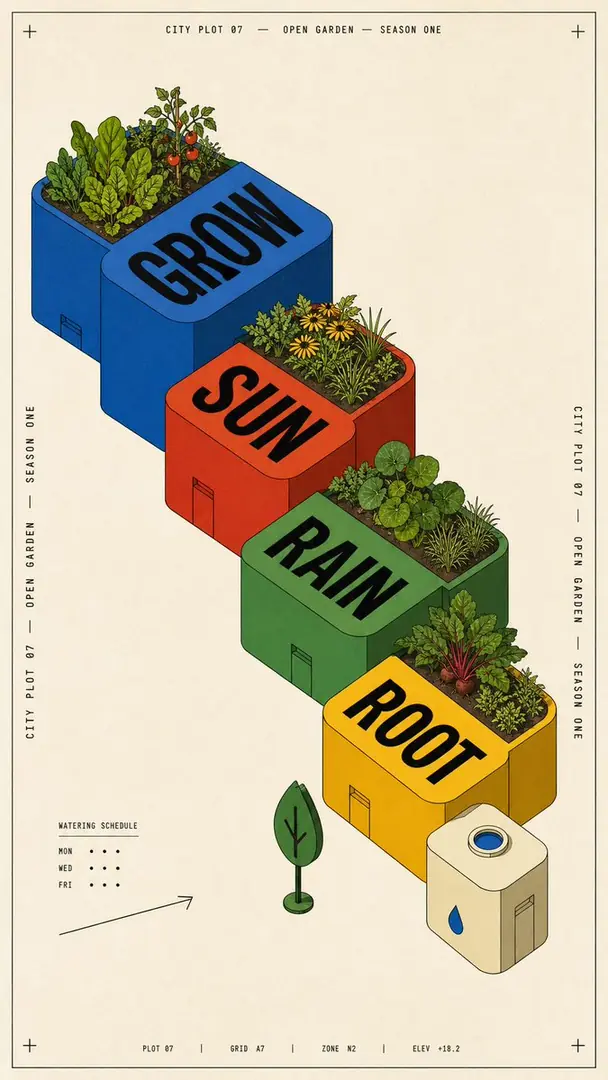 CITY PLOT 07 — OPEN GARDEN — SEASON ONE
GROW
SUN
RAIN
ROOT
CITY PLOT 07 — OPEN GARDEN — SEASON ONE
CITY PLOT 07 — OPEN GARDEN — SEASON ONE
WATERING SCHEDULE
MON • • •
WED • • •
FRI • • •
PLOT 07 | GRID A7 | ZONE N2 | ELEV +18.2